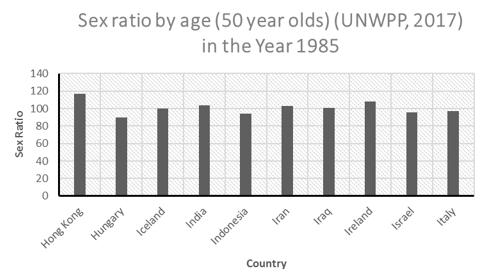 Sex ratio by age (50 year olds) (UNWPP, 2017)
in the Year 1985
140
120
100
80
60
40
20
0
Sex Ratio
Hong Kong
Hungary
Iceland
India
Indonesia
Iran
Iraq
Ireland
Israel
Italy
Country